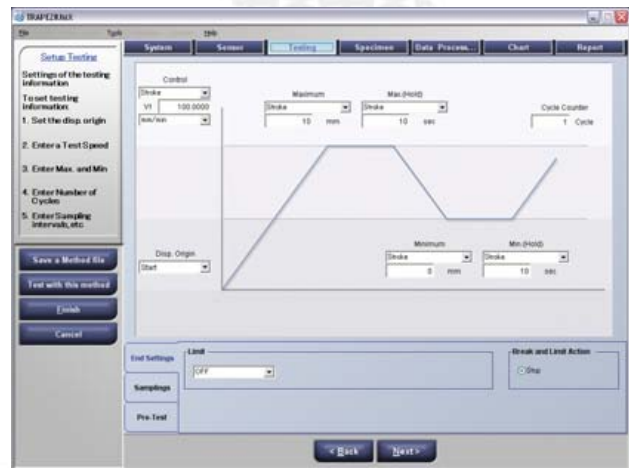 TRAPEZIUMX
File Tools Help
System Sensor Testing Specimen Data Process... Chart Report
Setup Testing
Settings of the testing information
To set testing information:
1. Set the disp. origin
2. Enter a Test Speed
3. Enter Max. and Min
4. Enter Number of Cycles
5. Enter Sampling intervals, etc.
Save a Method file
Test with this method
Finish
Cancel
Control
Stroke
V1 100.0000
mm/min
Maximum
Stroke
10 mm
Max.(Hold)
Stroke
10 sec
Cycle Counter
1 Cycle
Disp. Origin
Start
Minimum
Stroke
0 mm
Min.(Hold)
Stroke
10 sec
End Settings
Samplings
Pre-Test
Limit
OFF
Break and Limit Action
Stop
< Back Next >